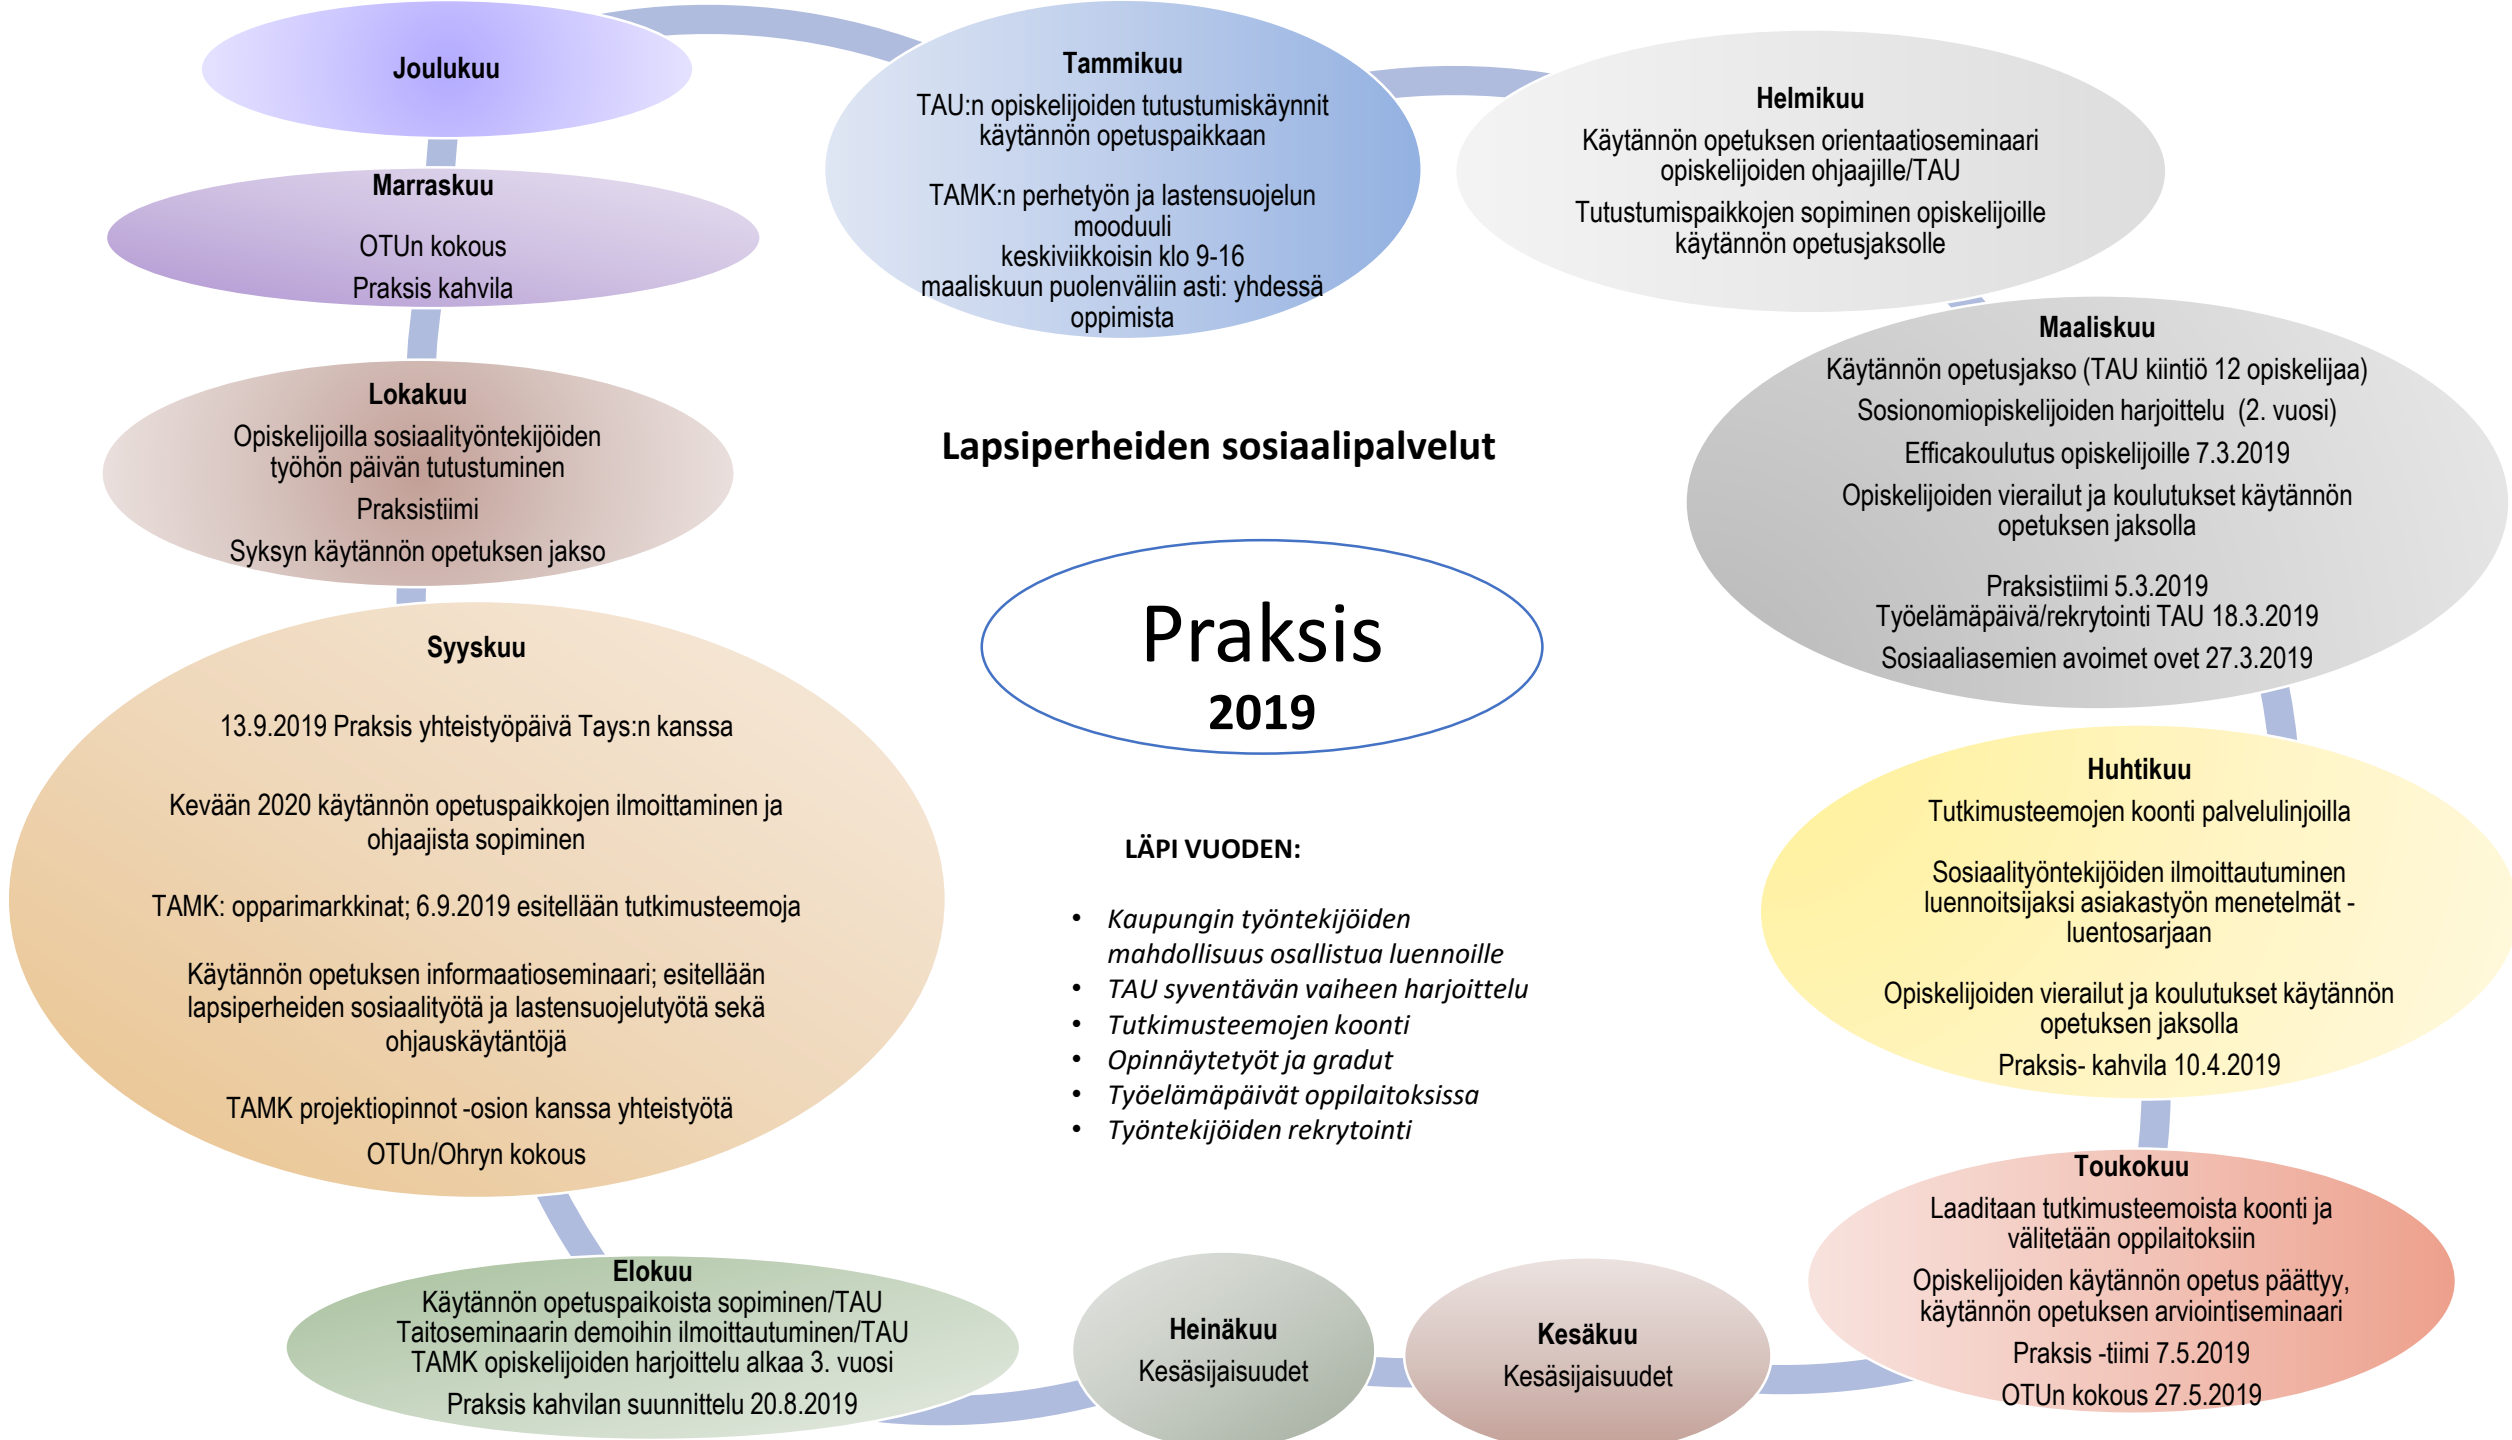 Joulukuu
Tammikuu
TAU:n opiskelijoiden tutustumiskäynnit
käytännön opetuspaikkaan
TAMK:n perhetyön ja lastensuojelun
mooduuli
keskiviikkoisin klo 9-16
maaliskuun puolenväliin asti: yhdessä
oppimista
Helmikuu
Käytännön opetuksen orientaatioseminaari
opiskelijoiden ohjaajille/TAU
Tutustumispaikkojen sopiminen opiskelijoille
käytännön opetusjaksolle
Maaliskuu
Käytännön opetusjakso (TAU kiintiö 12 opiskelijaa)
Sosionomiopiskelijoiden harjoittelu (2. vuosi)
Efficakoulutus opiskelijoille 7.3.2019
Opiskelijoiden vierailut ja koulutukset käytännön
opetuksen jaksolla
Praksistiimi 5.3.2019
Työelämäpäivä/rekrytointi TAU 18.3.2019
Sosiaaliasemien avoimet ovet 27.3.2019
Huhtikuu
Tutkimusteemojen koonti palvelulinjoilla
Sosiaalityöntekijöiden ilmoittautuminen
luennoitsijaksi asiakastyön menetelmät -
luentosarjaan
Opiskelijoiden vierailut ja koulutukset käytännön
opetuksen jaksolla
Praksis- kahvila 10.4.2019
Toukokuu
Laaditaan tutkimusteemoista koonti ja
välitetään oppilaitoksiin
Opiskelijoiden käytännön opetus päättyy,
käytännön opetuksen arviointiseminaari
Praksis -tiimi 7.5.2019
OTUn kokous 27.5.2019
Kesäkuu
Kesäsijaisuudet
Heinäkuu
Kesäsijaisuudet
Elokuu
Käytännön opetuspaikoista sopiminen/TAU
Taitoseminaarin demoihin ilmoittautuminen/TAU
TAMK opiskelijoiden harjoittelu alkaa 3. vuosi
Praksis kahvilan suunnittelu 20.8.2019
Syyskuu
13.9.2019 Praksis yhteistyöpäivä Tays:n kanssa
Kevään 2020 käytännön opetuspaikkojen ilmoittaminen ja
ohjaajista sopiminen
TAMK: opparimarkkinat; 6.9.2019 esitellään tutkimusteemoja
Käytännön opetuksen informaatioseminaari; esitellään
lapsiperheiden sosiaalityötä ja lastensuojelutyötä sekä
ohjauskäytäntöjä
TAMK projektiopinnot -osion kanssa yhteistyötä
OTUn/Ohryn kokous
Lokakuu
Opiskelijoilla sosiaalityöntekijöiden
työhön päivän tutustuminen
Praksistiimi
Syksyn käytännön opetuksen jakso
Marraskuu
OTUn kokous
Praksis kahvila
Lapsiperheiden sosiaalipalvelut
Praksis
2019
LÄPI VUODEN:
• Kaupungin työntekijöiden
mahdollisuus osallistua luennoille
• TAU syventävän vaiheen harjoittelu
• Tutkimusteemojen koonti
• Opinnäytetyöt ja gradut
• Työelämäpäivät oppilaitoksissa
• Työntekijöiden rekrytointi